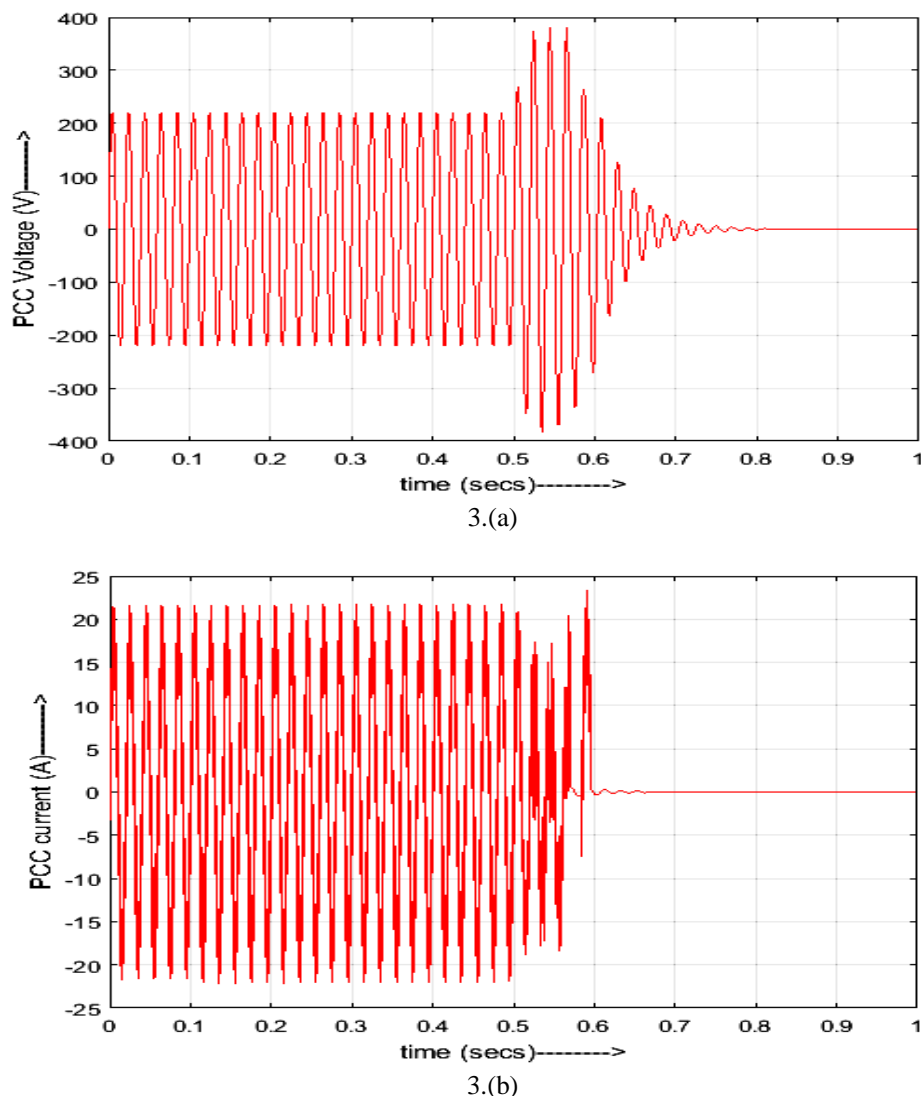 400
300
200
100
0
-100
-200
-300
-400
PCC Voltage (V)------->
0 0.1 0.2 0.3 0.4 0.5 0.6 0.7 0.8 0.9 1
time (secs)-------->
3.(a)
25
20
15
10
5
0
-5
-10
-15
-20
-25
PCC current (A)------->
0 0.1 0.2 0.3 0.4 0.5 0.6 0.7 0.8 0.9 1
time (secs)-------->
3.(b)